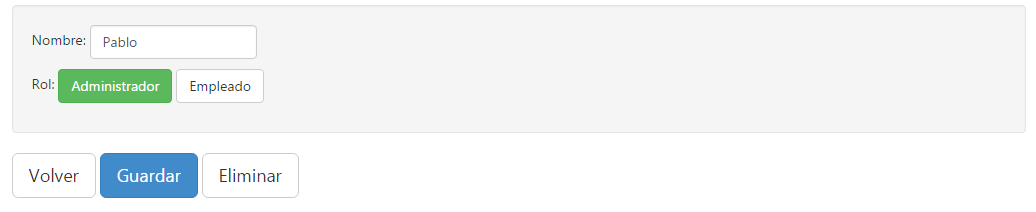 Nombre: Pablo
Rol: Administrador Empleado
Volver Guardar Eliminar